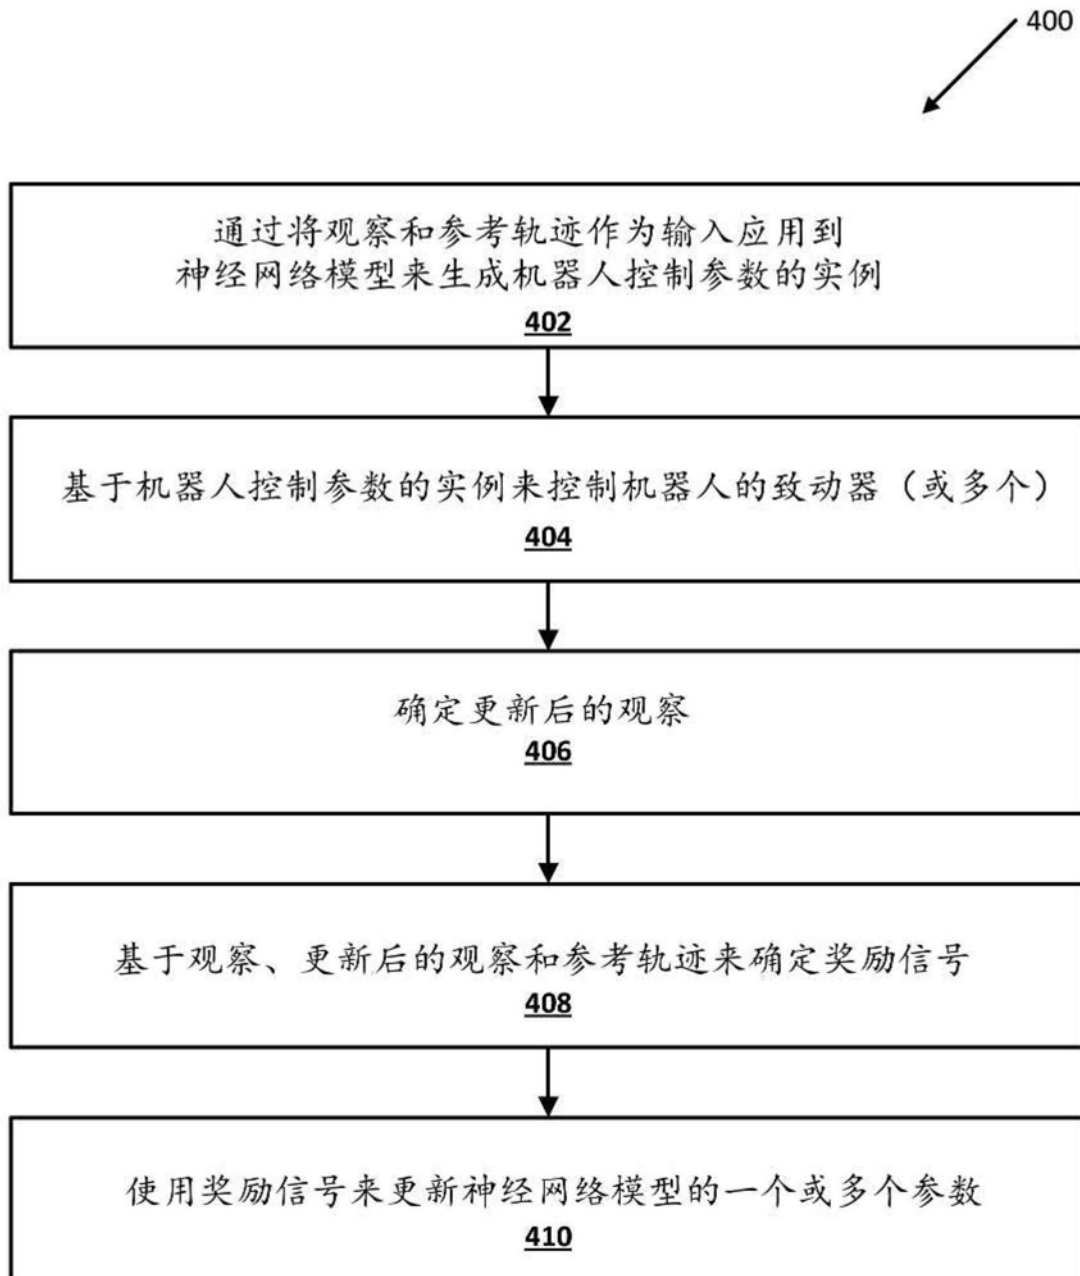 400
通过将观察和参考轨迹作为输入应用到
神经网络模型来生成机器人控制参数的实例
402
基于机器人控制参数的实例来控制机器人的致动器（或多个）
404
确定更新后的观察
406
基于观察、更新后的观察和参考轨迹来确定奖励信号
408
使用奖励信号来更新神经网络模型的一个或多个参数
410